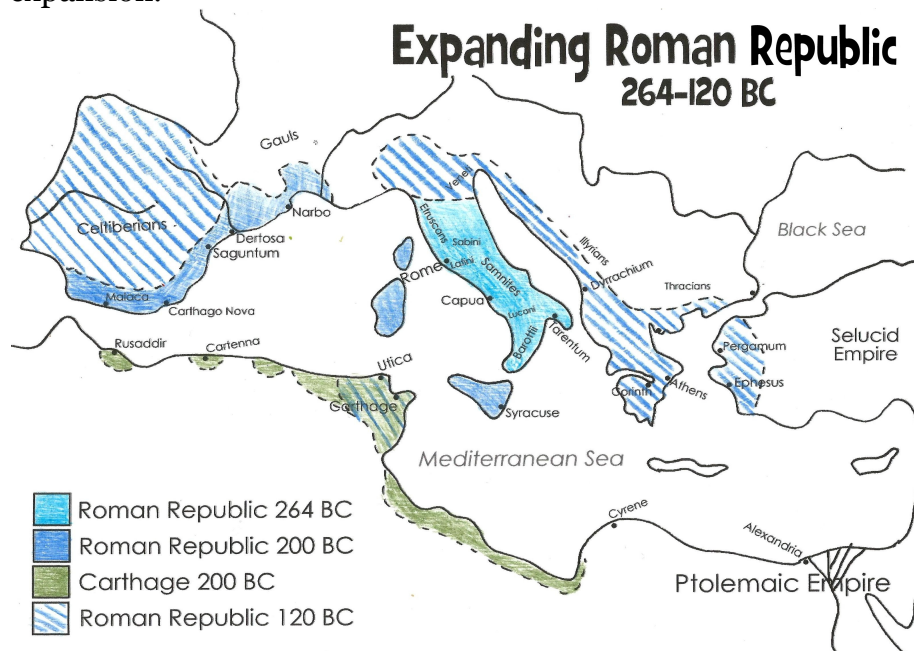 expansion.
Expanding Roman Republic
264-120 BC
Gauls
Celtiberians
Narbo
Dertosa
Saguntum
Malaca
Carthago Nova
Rusaddir
Cartenna
Utica
Carthage
Veneti
Etruscans
Sabini
Rome
Latini
Samnites
Capua
Lucani
Barotili
Tarentum
Syracuse
Illyrians
Dyrrachium
Thracians
Black Sea
Pergamum
Selucid
Empire
Ephesus
Athens
Corinth
Mediterranean Sea
Cyrene
Alexandria
Ptolemaic Empire
Roman Republic 264 BC
Roman Republic 200 BC
Carthage 200 BC
Roman Republic 120 BC